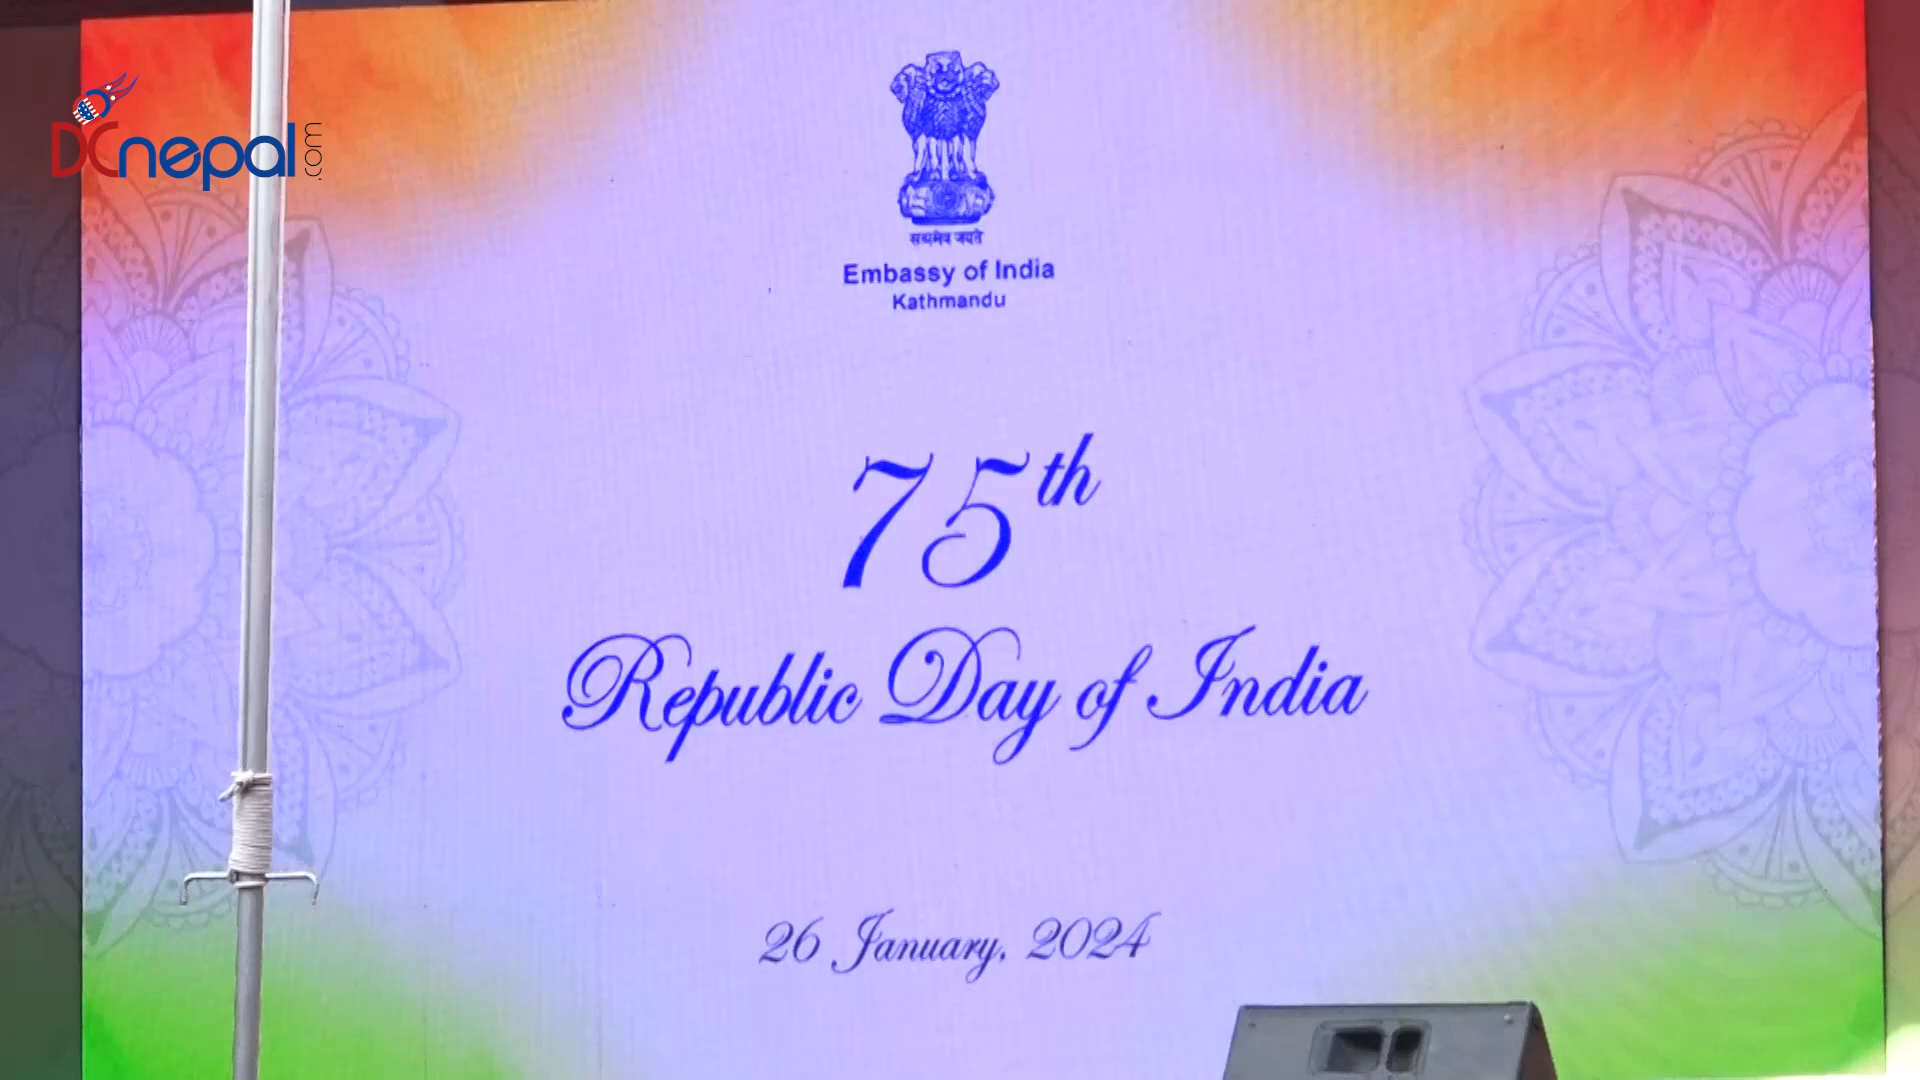 DCnepal.com
सत्यमेव जयते
Embassy of India
Kathmandu
75th
Republic Day of India
26 January, 2024